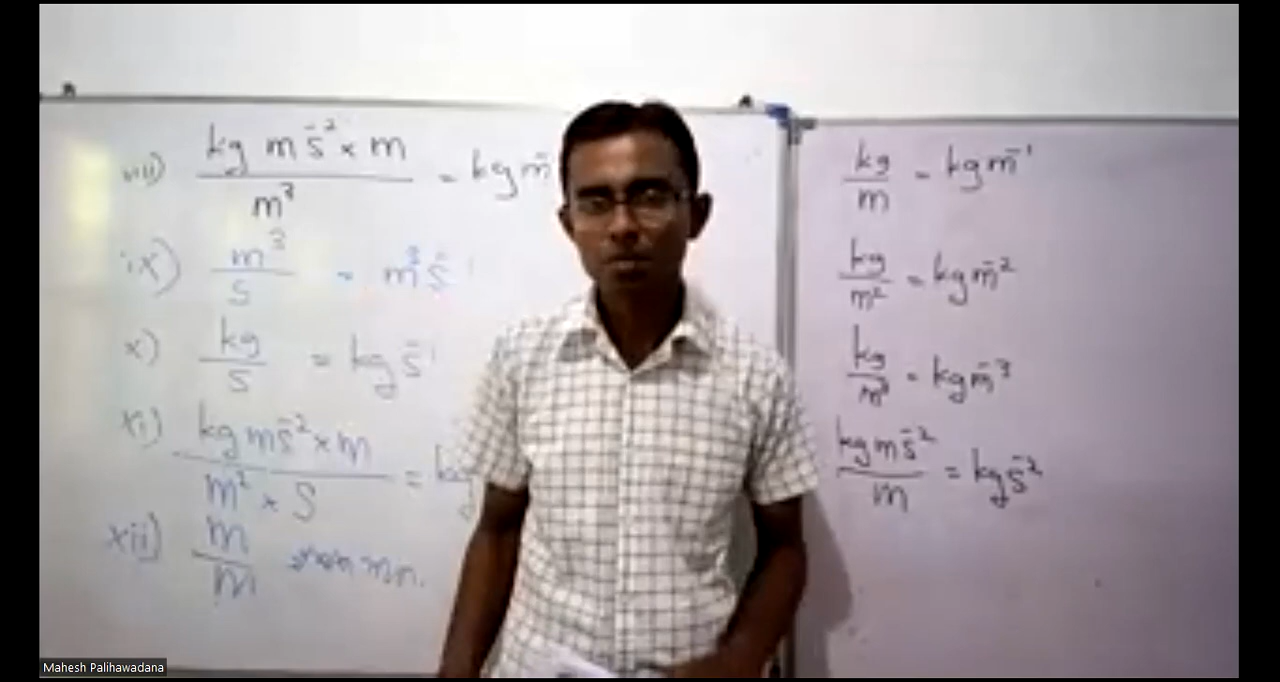 viii) kg m s⁻² × m / m³ = kg m⁻
ix) m³ / s = m³ s⁻¹
x) kg / s = kg s⁻¹
xi) kg m s⁻² × m / m² × s = kg
xii) m / m
kg / m = kg m⁻¹
kg / m² = kg m⁻²
kg / m³ = kg m⁻³
kg m s⁻² / m = kg s⁻²
Mahesh Palihawadana